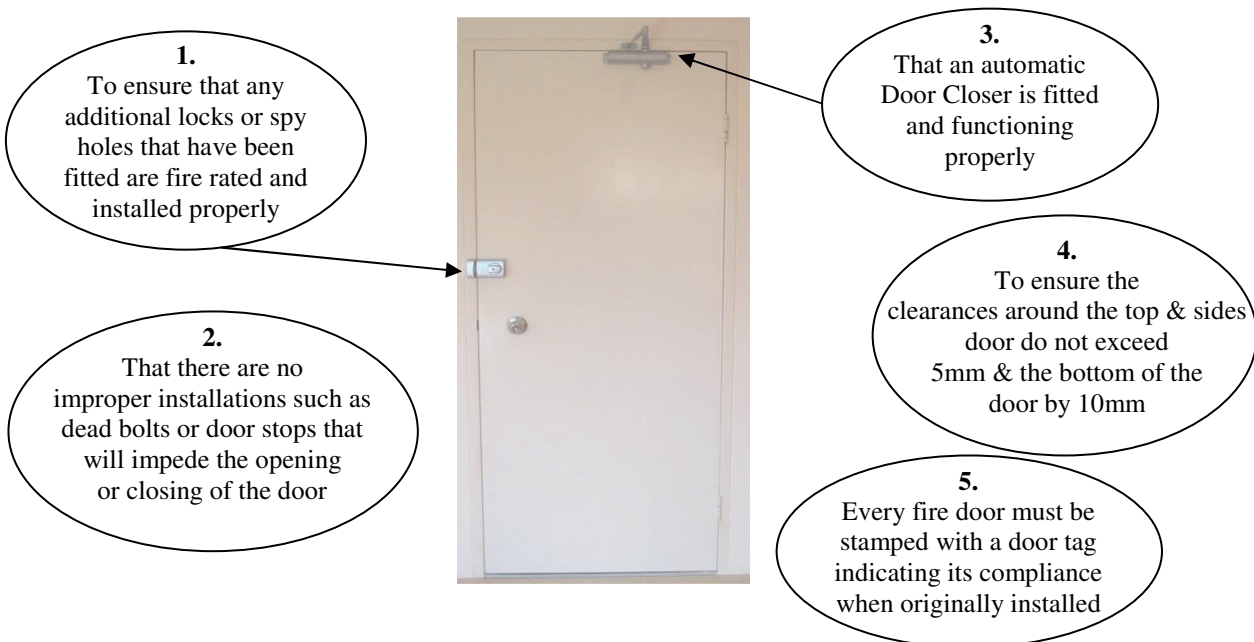 1.
To ensure that any
additional locks or spy
holes that have been
fitted are fire rated and
installed properly
2.
That there are no
improper installations such as
dead bolts or door stops that
will impede the opening
or closing of the door
3.
That an automatic
Door Closer is fitted
and functioning
properly
4.
To ensure the
clearances around the top & sides
door do not exceed
5mm & the bottom of the
door by 10mm
5.
Every fire door must be
stamped with a door tag
indicating its compliance
when originally installed